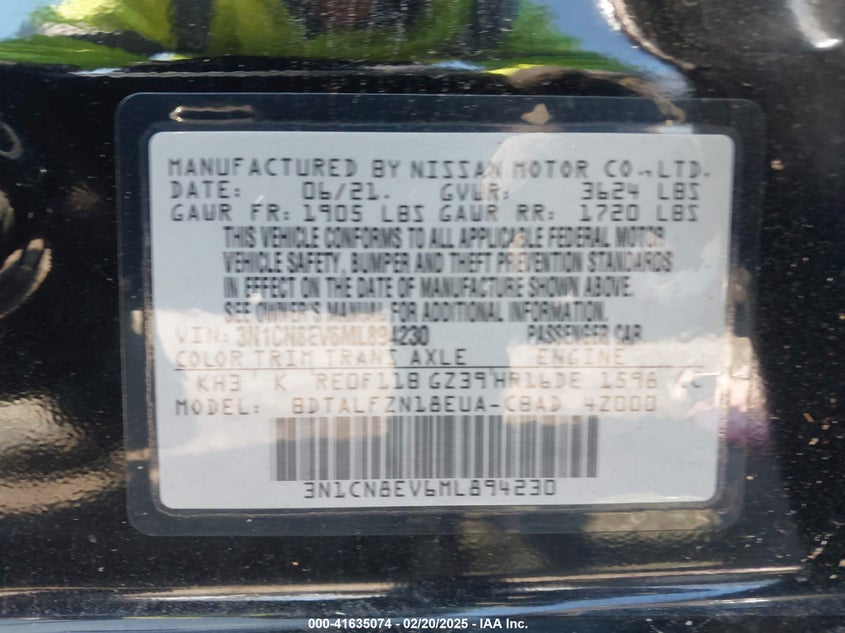 MANUFACTURED BY NISSAN MOTOR CO.,LTD.
DATE: 06/21. GVWR: 3624 LBS
GAWR FR: 1905 LBS GAWR RR: 1720 LBS
THIS VEHICLE CONFORMS TO ALL APPLICABLE FEDERAL MOTOR
VEHICLE SAFETY, BUMPER AND THEFT PREVENTION STANDARDS
IN EFFECT ON THE DATE OF MANUFACTURE SHOWN ABOVE.
SEE OWNER'S MANUAL FOR ADDITIONAL INFORMATION.
VIN: 3N1CN8EV6ML894230 PASSENGER CAR
COLOR TRIM TRANS AXLE ENGINE
KH3 K RE0F11B GZ39 HR16DE 1596 CC
MODEL: BDTALFZN18EUA-C8AD 42000
3N1CN8EV6ML894230
000-41635074 - 02/20/2025 - IAA Inc.